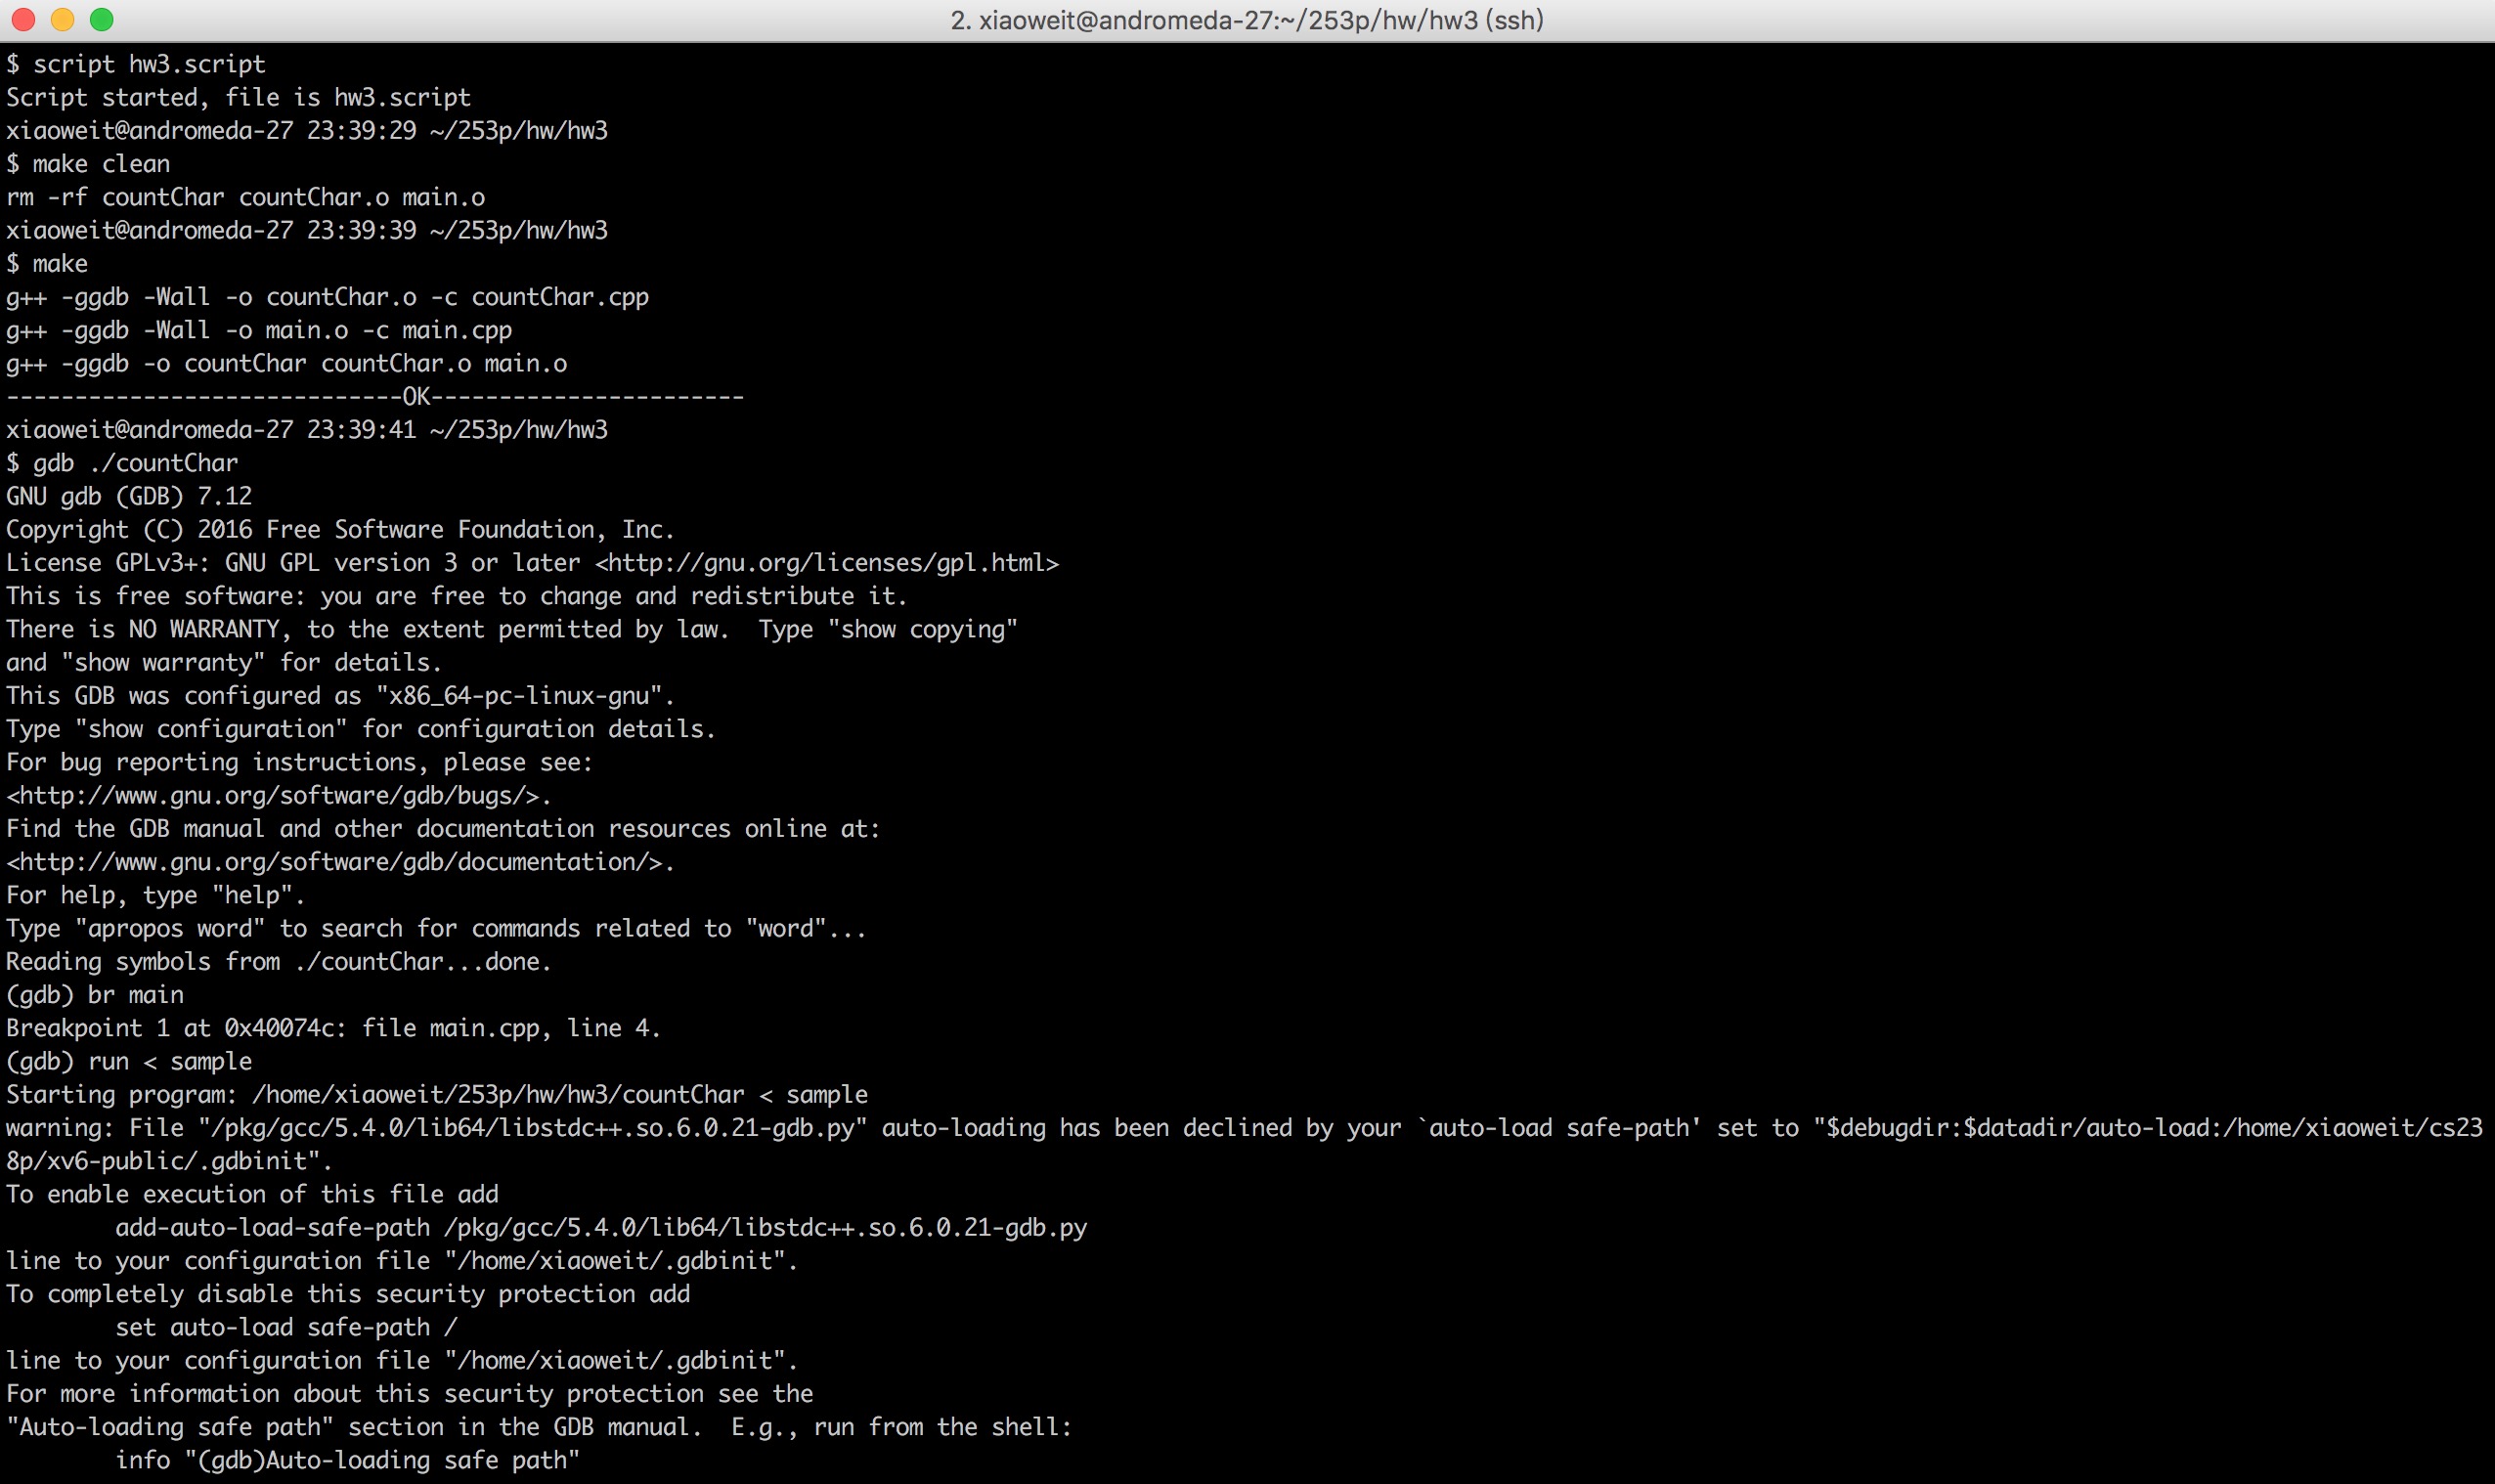 2. xiaoweit@andromeda-27:~/253p/hw/hw3 (ssh)
$ script hw3.script
Script started, file is hw3.script
xiaoweit@andromeda-27 23:39:29 ~/253p/hw/hw3
$ make clean
rm -rf countChar countChar.o main.o
xiaoweit@andromeda-27 23:39:39 ~/253p/hw/hw3
$ make
g++ -ggdb -Wall -o countChar.o -c countChar.cpp
g++ -ggdb -Wall -o main.o -c main.cpp
g++ -ggdb -o countChar countChar.o main.o
-----------------------------OK-----------------------
xiaoweit@andromeda-27 23:39:41 ~/253p/hw/hw3
$ gdb ./countChar
GNU gdb (GDB) 7.12
Copyright (C) 2016 Free Software Foundation, Inc.
License GPLv3+: GNU GPL version 3 or later <http://gnu.org/licenses/gpl.html>
This is free software: you are free to change and redistribute it.
There is NO WARRANTY, to the extent permitted by law.  Type "show copying"
and "show warranty" for details.
This GDB was configured as "x86_64-pc-linux-gnu".
Type "show configuration" for configuration details.
For bug reporting instructions, please see:
<http://www.gnu.org/software/gdb/bugs/>.
Find the GDB manual and other documentation resources online at:
<http://www.gnu.org/software/gdb/documentation/>.
For help, type "help".
Type "apropos word" to search for commands related to "word"...
Reading symbols from ./countChar...done.
(gdb) br main
Breakpoint 1 at 0x40074c: file main.cpp, line 4.
(gdb) run < sample
Starting program: /home/xiaoweit/253p/hw/hw3/countChar < sample
warning: File "/pkg/gcc/5.4.0/lib64/libstdc++.so.6.0.21-gdb.py" auto-loading has been declined by your `auto-load safe-path' set to "$debugdir:$datadir/auto-load:/home/xiaoweit/cs23
8p/xv6-public/.gdbinit".
To enable execution of this file add
        add-auto-load-safe-path /pkg/gcc/5.4.0/lib64/libstdc++.so.6.0.21-gdb.py
line to your configuration file "/home/xiaoweit/.gdbinit".
To completely disable this security protection add
        set auto-load safe-path /
line to your configuration file "/home/xiaoweit/.gdbinit".
For more information about this security protection see the
"Auto-loading safe path" section in the GDB manual.  E.g., run from the shell:
        info "(gdb)Auto-loading safe path"